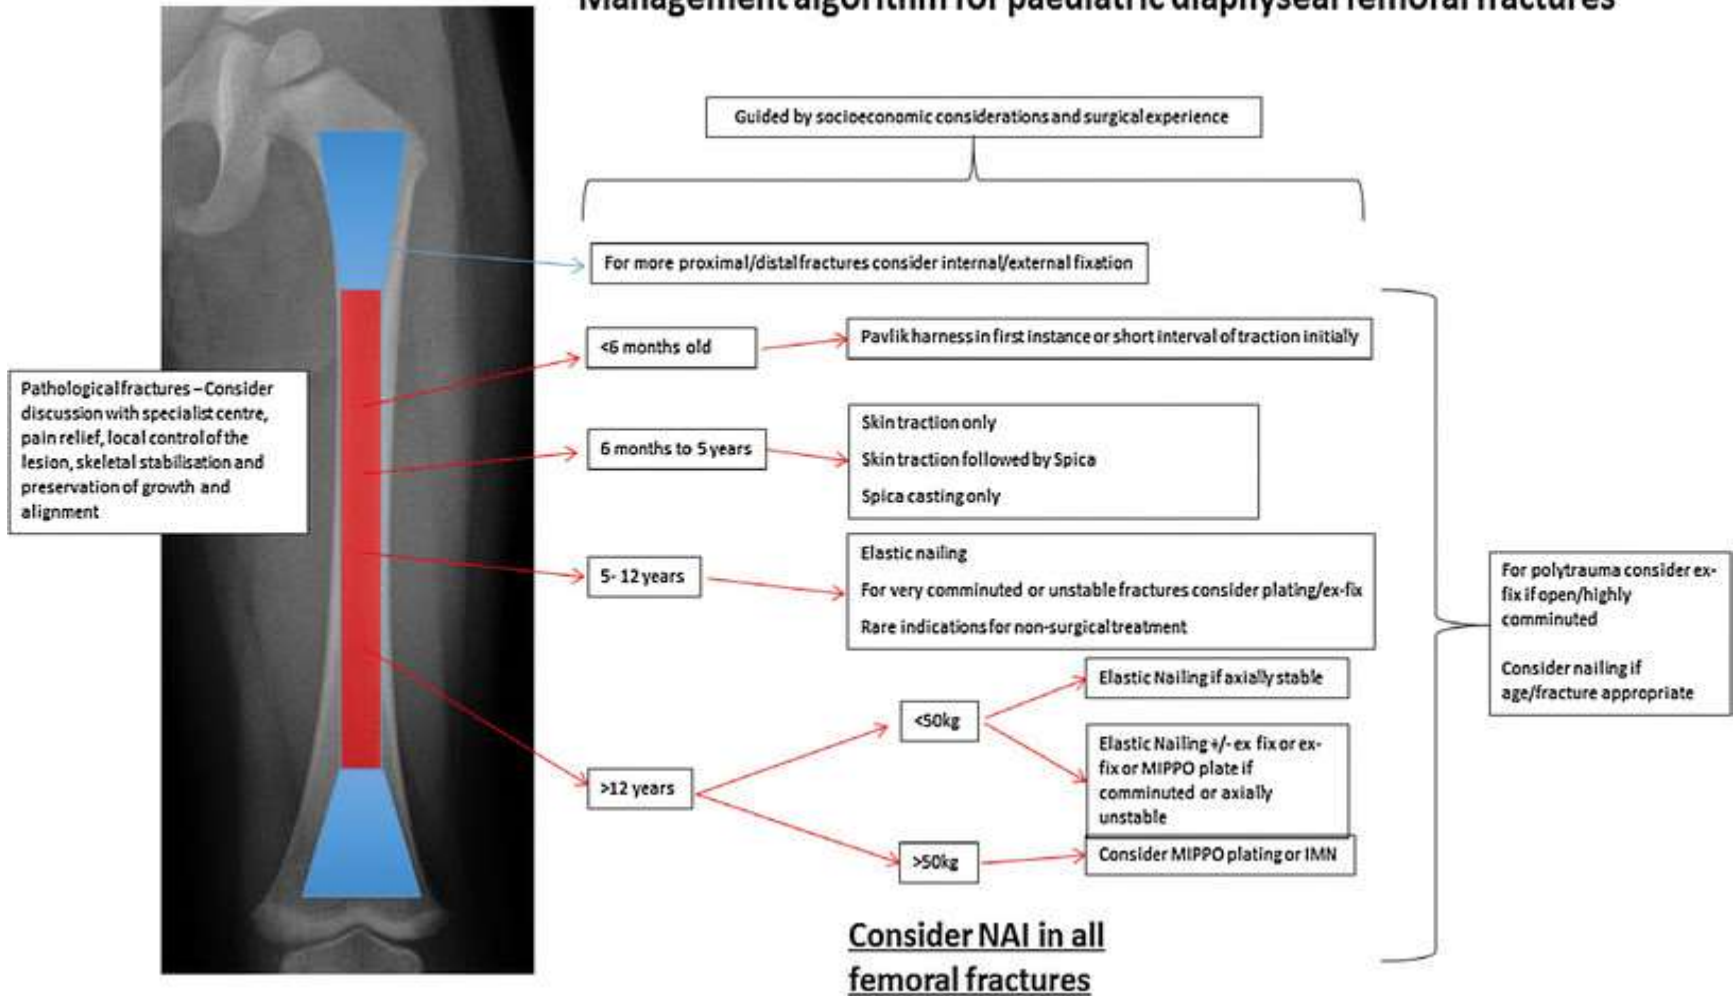 Management algorithm for paediatric diaphyseal femoral fractures
Guided by socioeconomic considerations and surgical experience
For more proximal/distal fractures consider internal/external fixation
<6 months old
Pavlik harness in first instance or short interval of traction initially
Pathological fractures – Consider
discussion with specialist centre,
pain relief, local control of the
lesion, skeletal stabilisation and
preservation of growth and
alignment
6 months to 5 years
Skin traction only
Skin traction followed by Spica
Spica casting only
5- 12 years
Elastic nailing
For very comminuted or unstable fractures consider plating/ex-fix
Rare indications for non-surgical treatment
For polytrauma consider ex-
fix if open/highly
comminuted
Consider nailing if
age/fracture appropriate
>12 years
<50kg
Elastic Nailing if axially stable
Elastic Nailing +/- ex fix or ex-
fix or MIPPO plate if
comminuted or axially
unstable
>50kg
Consider MIPPO plating or IMN
Consider NAI in all
femoral fractures